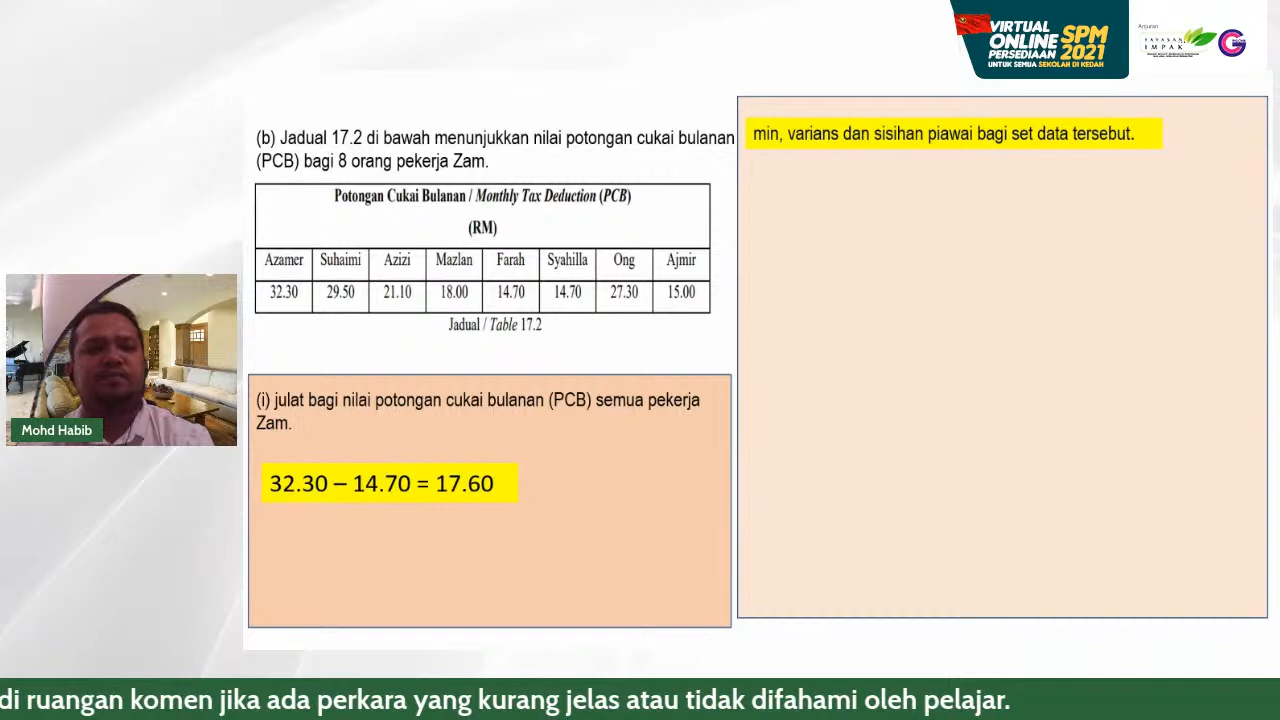 VIRTUAL
ONLINE
PERSEDIAAN
SPM
2021
UNTUK SEMUA SEKOLAH DI KEDAH
Anjuran
YAYASAN
IMPAK
(b) Jadual 17.2 di bawah menunjukkan nilai potongan cukai bulanan
(PCB) bagi 8 orang pekerja Zam.
Potongan Cukai Bulanan / Monthly Tax Deduction (PCB)
(RM)
Azamer Suhaimi Azizi Mazlan Farah Syahilla Ong Ajmir
32.30 29.50 21.10 18.00 14.70 14.70 27.30 15.00
Jadual / Table 17.2
(i) julat bagi nilai potongan cukai bulanan (PCB) semua pekerja
Zam.
32.30 – 14.70 = 17.60
min, varians dan sisihan piawai bagi set data tersebut.
Mohd Habib
di ruangan komen jika ada perkara yang kurang jelas atau tidak difahami oleh pelajar.